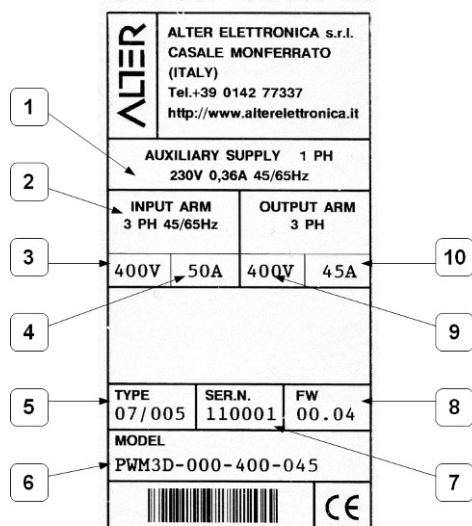 ALTER
ALTER ELETTRONICA s.r.l.
CASALE MONFERRATO
(ITALY)
Tel.+39 0142 77337
http://www.alterelettronica.it
1
AUXILIARY SUPPLY 1 PH
230V 0,36A 45/65Hz
2
INPUT ARM
3 PH 45/65Hz
OUTPUT ARM
3 PH
3
400V
50A
400V
45A
10
4
9
5
TYPE
07/005
SER.N.
110001
FW
00.04
8
6
MODEL
PWM3D-000-400-045
7
CE